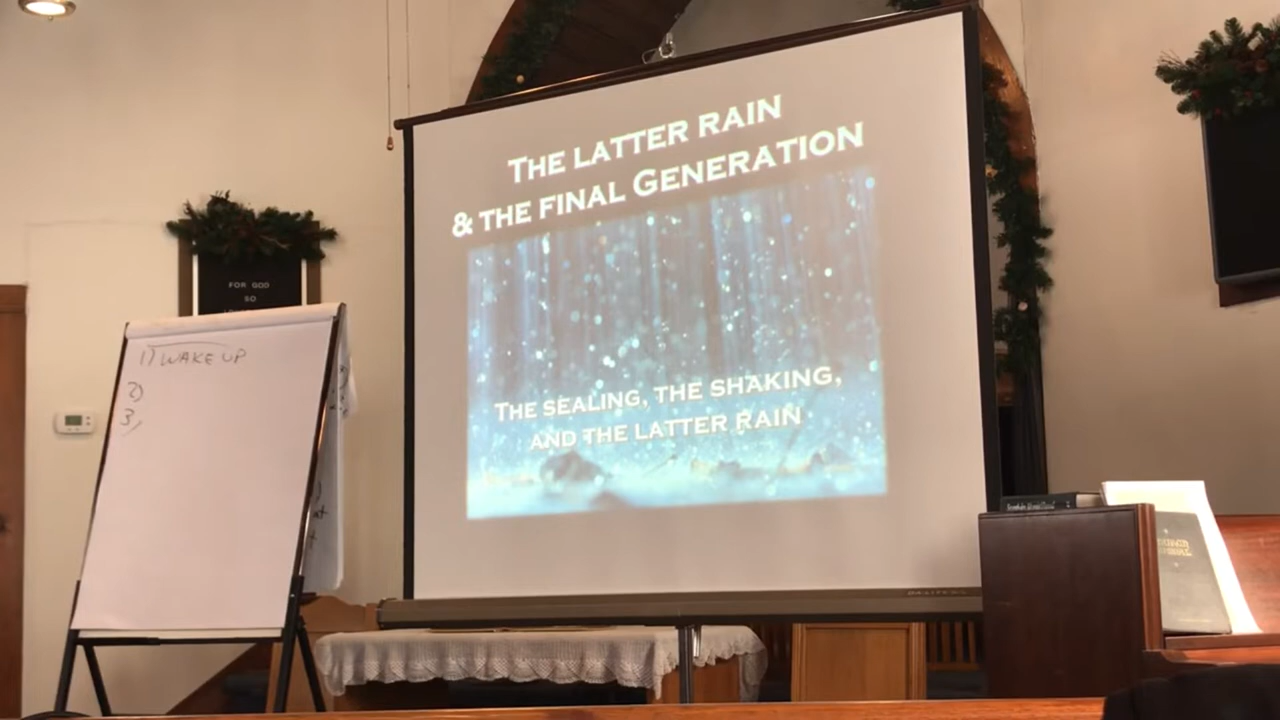 THE LATTER RAIN
& THE FINAL GENERATION
THE SEALING, THE SHAKING,
AND THE LATTER RAIN
FOR GOD
SO
1) WAKE UP
2)
3)